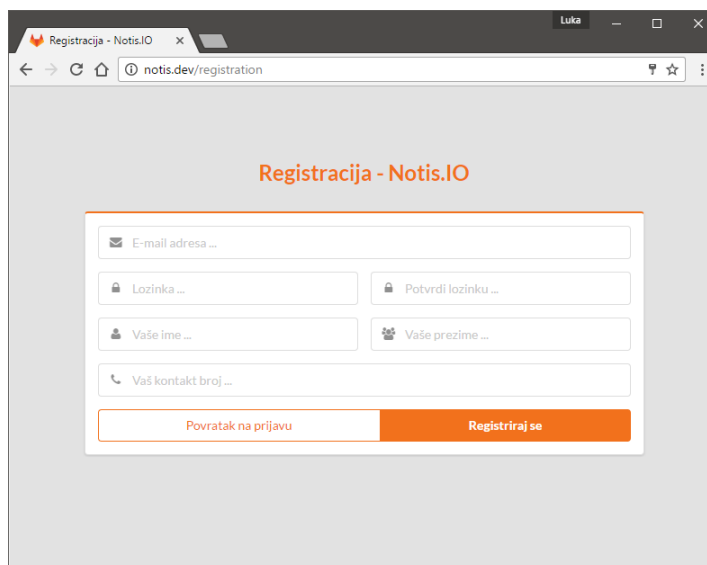 Luka
Registracija - Notis.IO
notis.dev/registration
Registracija - Notis.IO
E-mail adresa ...
Lozinka ... Potvrdi lozinku ...
Vaše ime ... Vaše prezime ...
Vaš kontakt broj ...
Povratak na prijavu Registriraj se